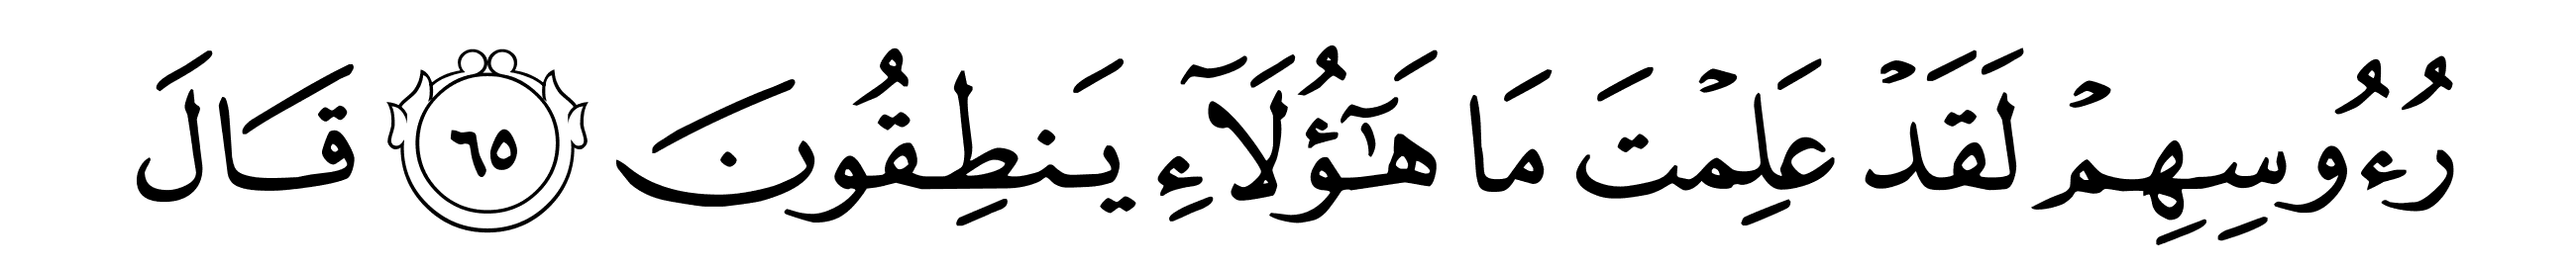 رُءُوسِهِمْ لَقَدْ عَلِمْتَ مَا هَٰٓؤُلَآءِ يَنطِقُونَ ٦٥ قَالَ